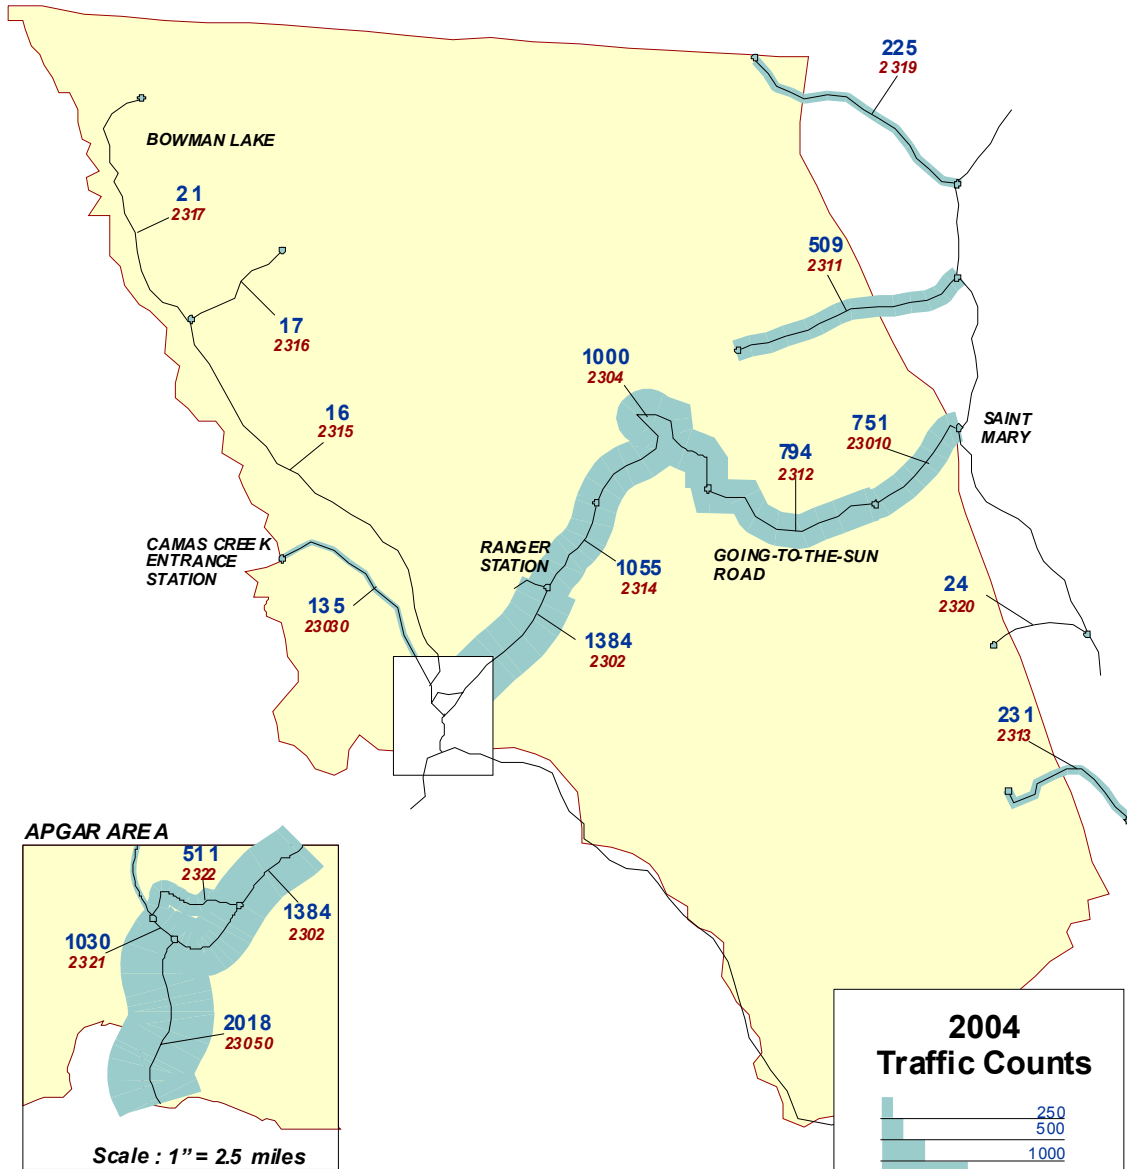 225
2319
BOWMAN LAKE
21
2317
509
2311
17
2316
1000
2304
16
2315
751
23010
SAINT
MARY
794
2312
CAMAS CREEK
ENTRANCE
STATION
RANGER
STATION
GOING-TO-THE-SUN
ROAD
1055
2314
24
2320
135
23030
1384
2302
231
2313
APGAR AREA
511
2322
1384
2302
1030
2321
2018
23050
Scale : 1” = 2.5 miles
2004
Traffic Counts
250
500
1000